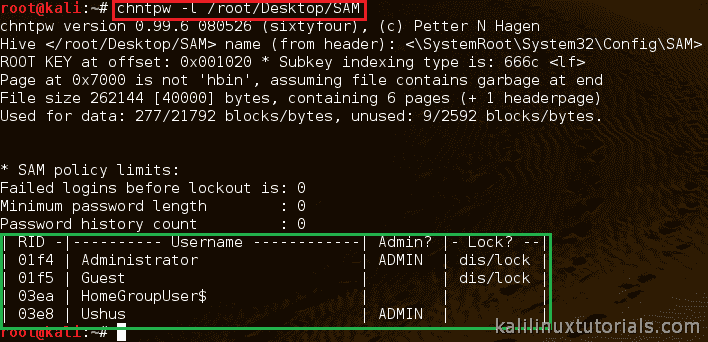 root@kali:~# chntpw -l /root/Desktop/SAM
chntpw version 0.99.6 080526 (sixtyfour), (c) Petter N Hagen
Hive </root/Desktop/SAM> name (from header): <\SystemRoot\System32\Config\SAM>
ROOT KEY at offset: 0x001020 * Subkey indexing type is: 666c <lf>
Page at 0x7000 is not 'hbin', assuming file contains garbage at end
File size 262144 [40000] bytes, containing 6 pages (+ 1 headerpage)
Used for data: 277/21792 blocks/bytes, unused: 9/2592 blocks/bytes.
* SAM policy limits:
Failed logins before lockout is: 0
Minimum password length        : 0
Password history count         : 0
| RID -|---------- Username ------------| Admin? |- Lock? --|
| 01f4 | Administrator                  | ADMIN  | dis/lock |
| 01f5 | Guest                          |        | dis/lock |
| 03ea | HomeGroupUser$                 |        |          |
| 03e8 | Ushus                          | ADMIN  |          |
root@kali:~#
kalilinuxtutorials.com